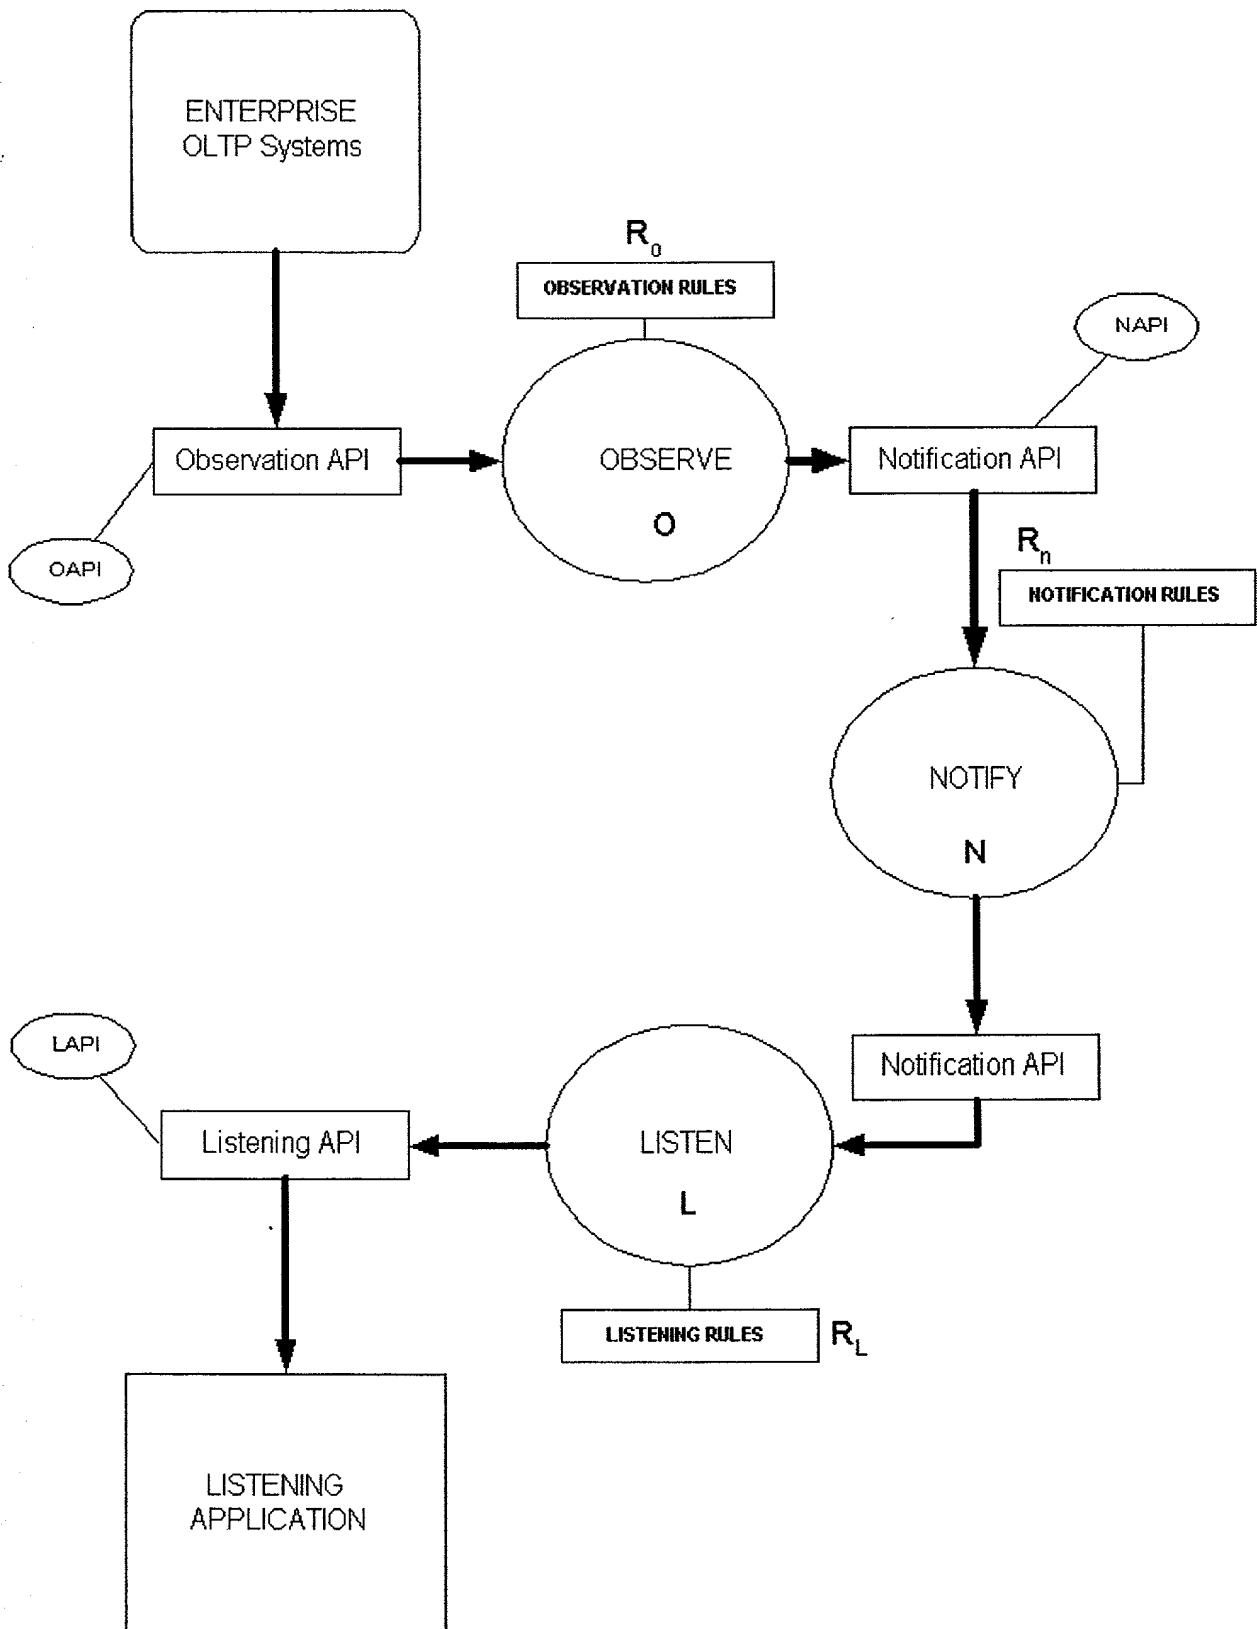 ENTERPRISE
OLTP Systems
Ro
OBSERVATION RULES
NAPI
Observation API
OBSERVE
O
Notification API
OAPI
Rn
NOTIFICATION RULES
NOTIFY
N
LAPI
Notification API
Listening API
LISTEN
L
LISTENING RULES
RL
LISTENING
APPLICATION